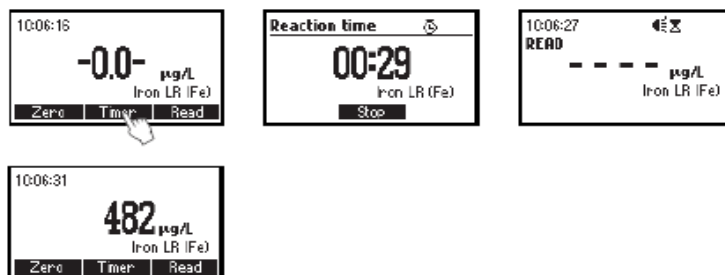 10:06:16
-0.0- µg/L
Iron LR (Fe)
Zero Timer Read
Reaction time
00:29
Iron LR (Fe)
Stop
10:06:27
READ
---- µg/L
Iron LR (Fe)
10:06:31
482 µg/L
Iron LR (Fe)
Zero Timer Read